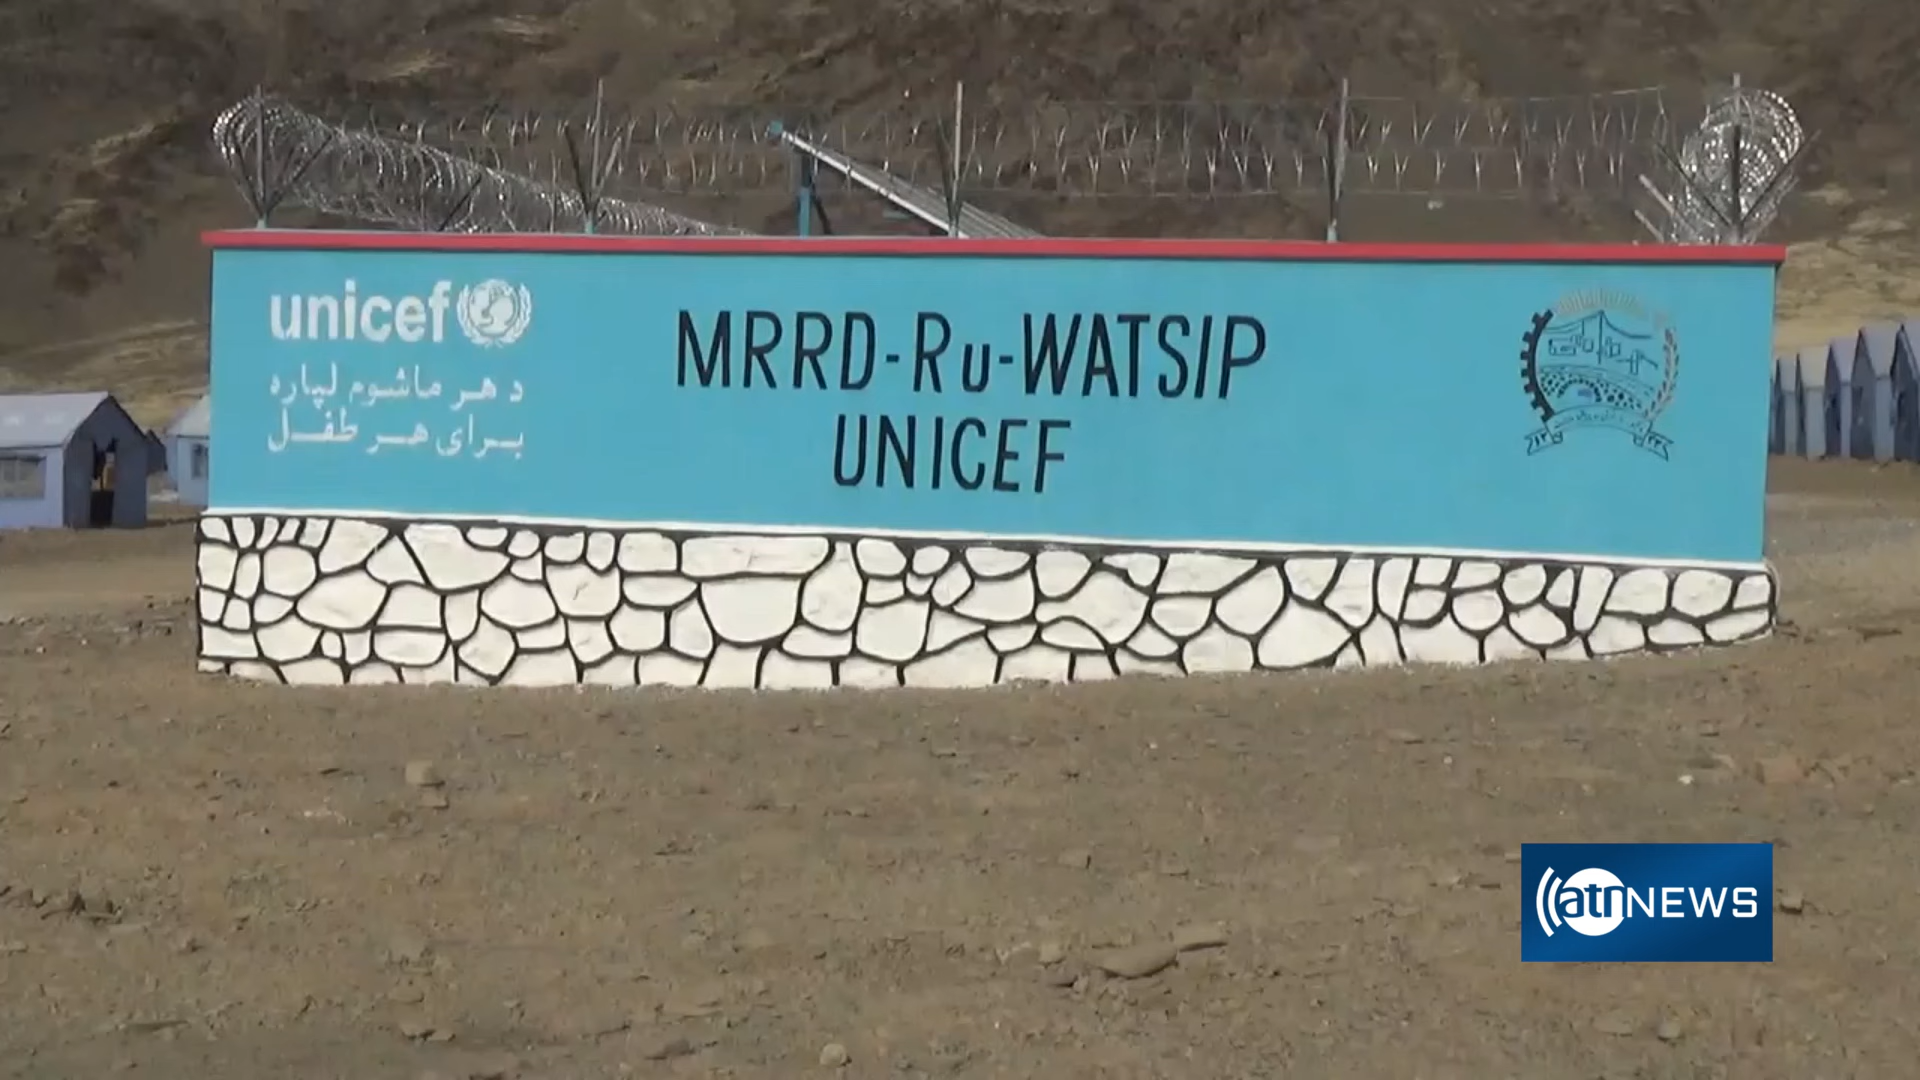 unicef
د هر ماشوم لپاره
برای هر طفل
MRRD-Ru-WATSIP
UNICEF
atn NEWS